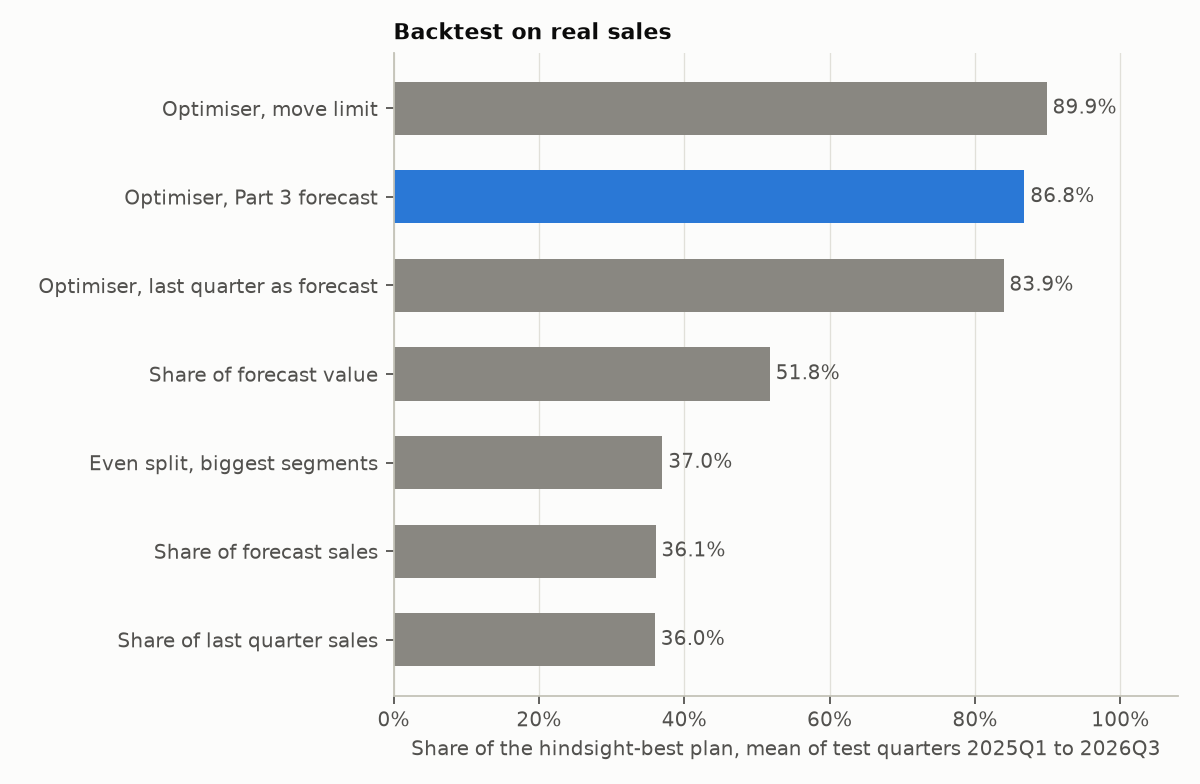 Backtest on real sales
Optimiser, move limit 89.9%
Optimiser, Part 3 forecast 86.8%
Optimiser, last quarter as forecast 83.9%
Share of forecast value 51.8%
Even split, biggest segments 37.0%
Share of forecast sales 36.1%
Share of last quarter sales 36.0%
0% 20% 40% 60% 80% 100%
Share of the hindsight-best plan, mean of test quarters 2025Q1 to 2026Q3